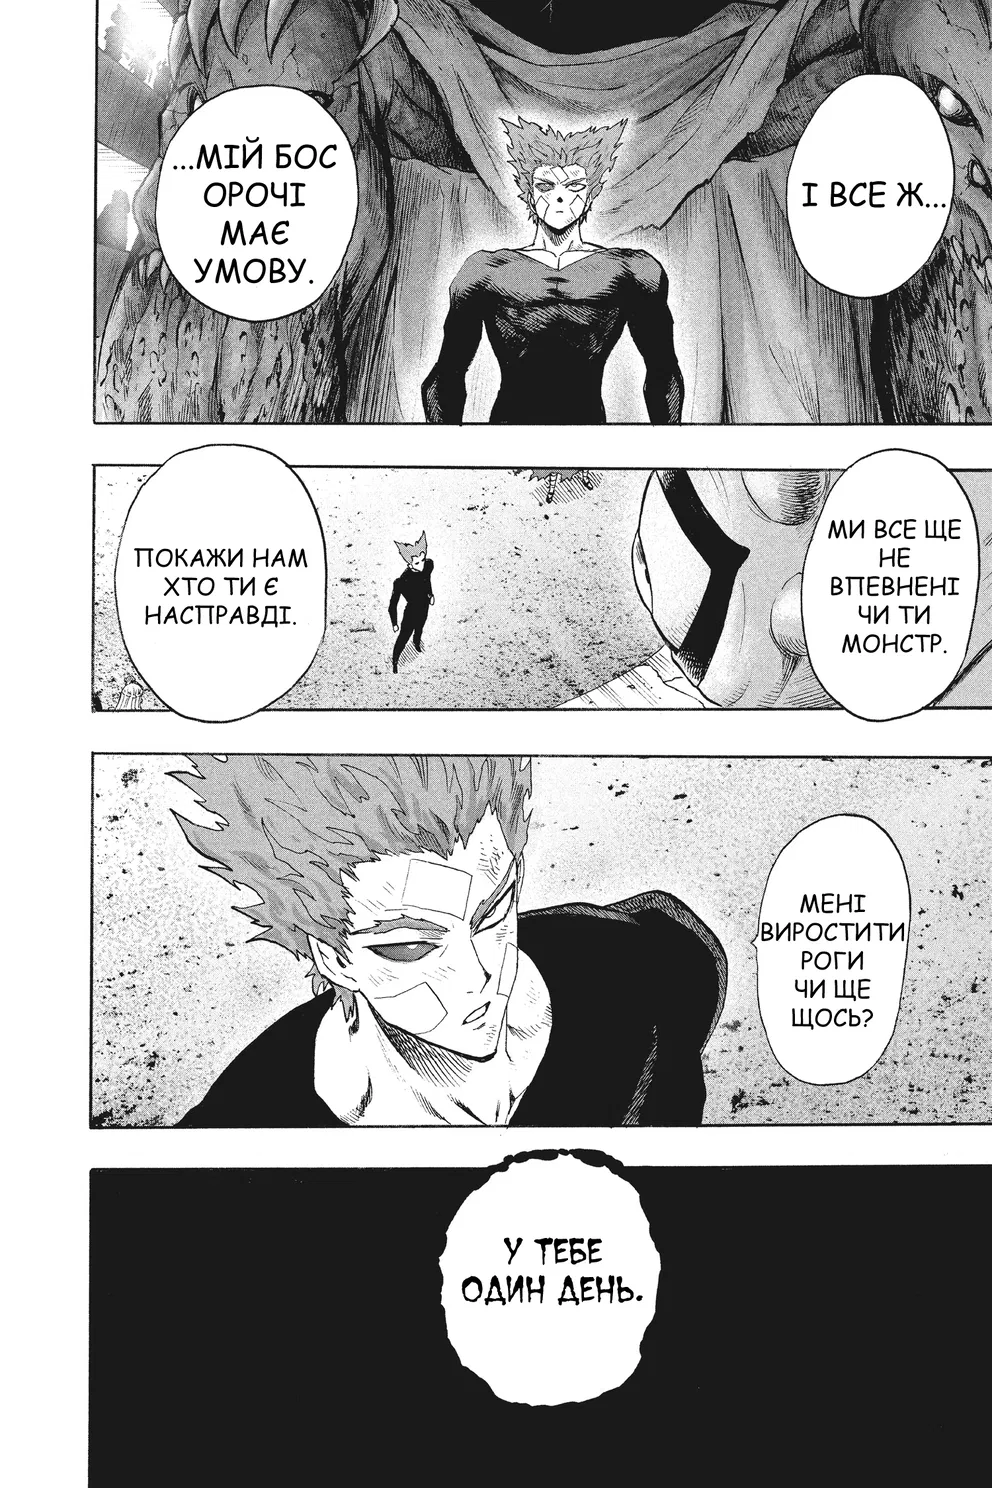 І ВСЕ Ж...
...МІЙ БОС
ОРОЧІ
МАЄ
УМОВУ.
МИ ВСЕ ЩЕ
НЕ
ВПЕВНЕНІ
ЧИ ТИ
МОНСТР.
ПОКАЖИ НАМ
ХТО ТИ Є
НАСПРАВДІ.
МЕНІ
ВИРОСТИТИ
РОГИ
ЧИ ЩЕ
ЩОСЬ?
У ТЕБЕ
ОДИН ДЕНЬ.